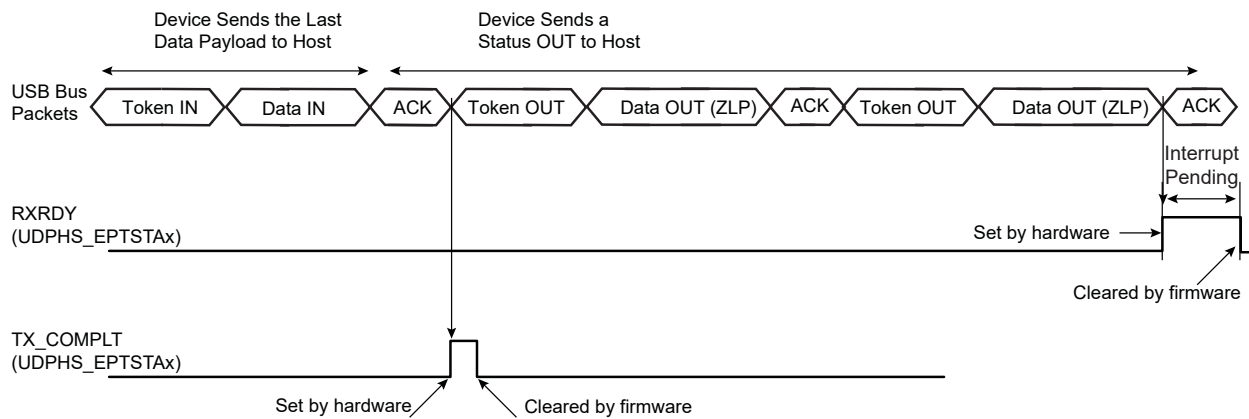 Device Sends the Last
Data Payload to Host
Device Sends a
Status OUT to Host
USB Bus
Packets
Token IN
Data IN
ACK
Token OUT
Data OUT (ZLP)
ACK
Token OUT
Data OUT (ZLP)
ACK
Interrupt
Pending
RXRDY
(UDPHS_EPTSTAx)
Set by hardware
Cleared by firmware
TX_COMPLT
(UDPHS_EPTSTAx)
Set by hardware
Cleared by firmware